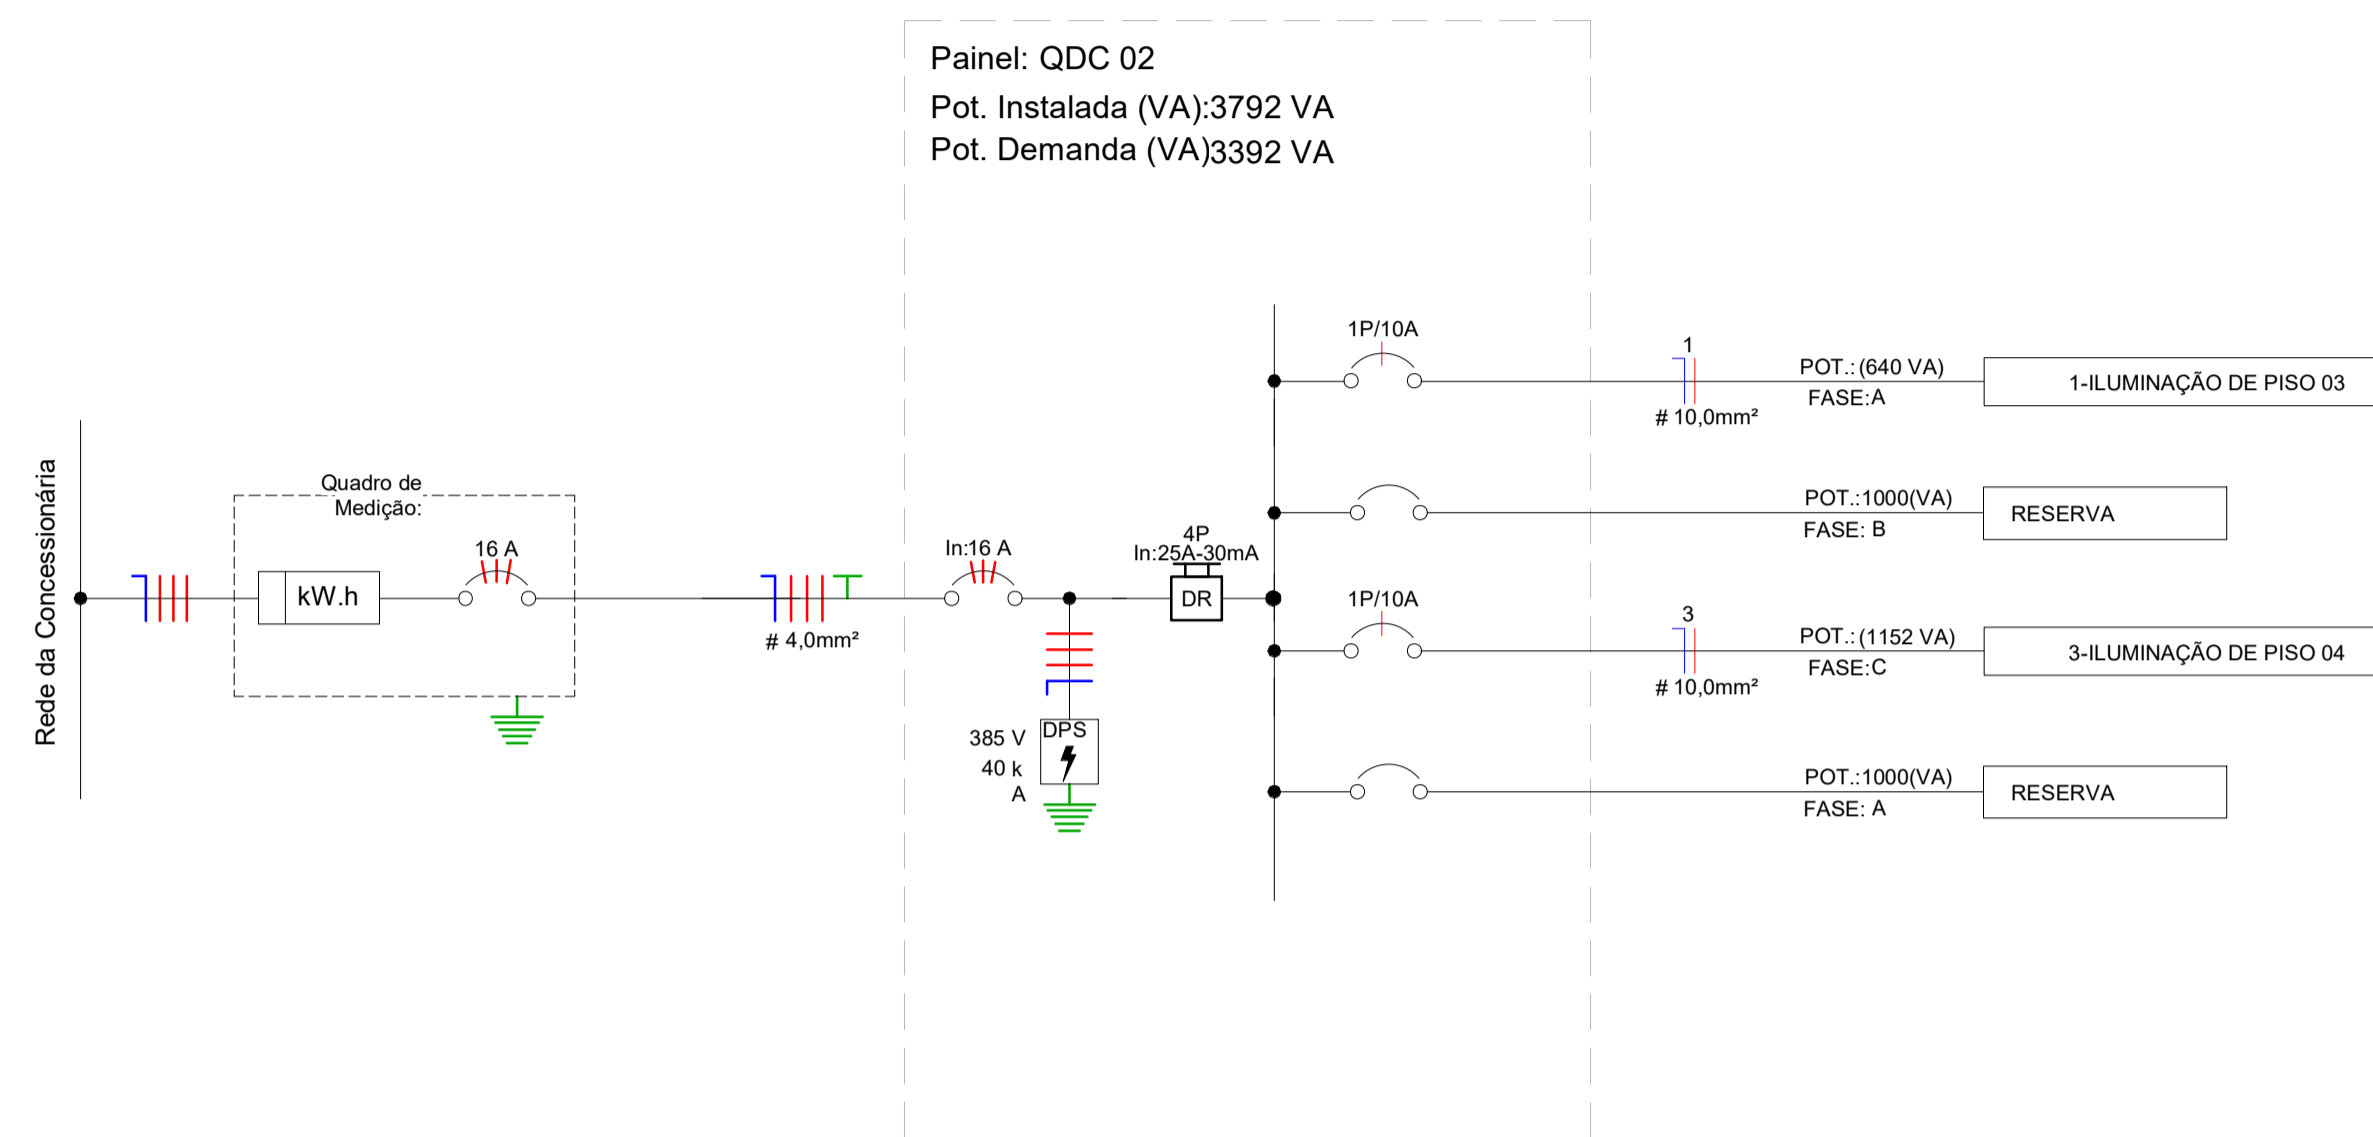 Painel: QDC 02
Pot. Instalada (VA):3792 VA
Pot. Demanda (VA)3392 VA
Rede da Concessionária
Quadro de
Medição:
kW.h
16 A
# 4,0mm²
In:16 A
385 V
40 k
A
DPS
4P
In:25A-30mA
DR
1P/10A
1
# 10,0mm²
POT.: (640 VA)
FASE:A
1-ILUMINAÇÃO DE PISO 03
POT.:1000(VA)
FASE: B
RESERVA
1P/10A
3
# 10,0mm²
POT.: (1152 VA)
FASE:C
3-ILUMINAÇÃO DE PISO 04
POT.:1000(VA)
FASE: A
RESERVA